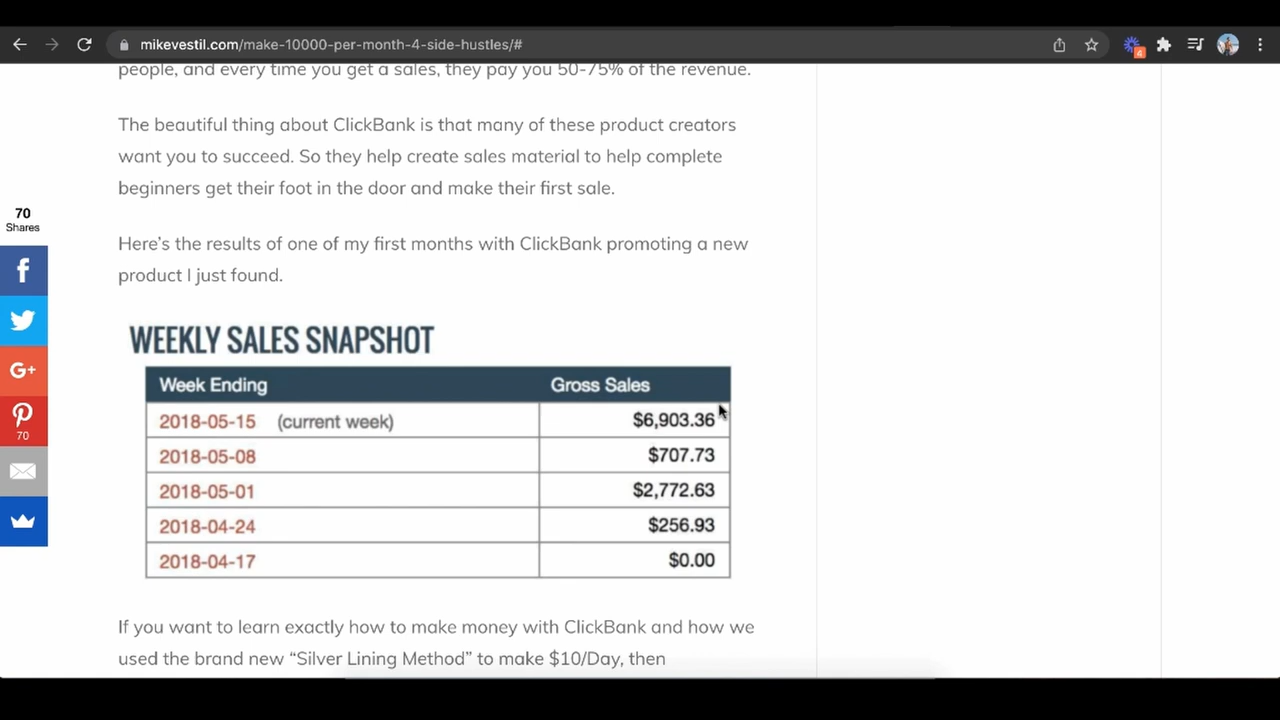 mikevestil.com/make-10000-per-month-4-side-hustles/#
4
people, and every time you get a sales, they pay you 50-75% of the revenue.
The beautiful thing about ClickBank is that many of these product creators
want you to succeed. So they help create sales material to help complete
beginners get their foot in the door and make their first sale.
70
Shares
Here’s the results of one of my first months with ClickBank promoting a new
product I just found.
f
G+
70
WEEKLY SALES SNAPSHOT
Week Ending Gross Sales
2018-05-15 (current week) $6,903.36
2018-05-08 $707.73
2018-05-01 $2,772.63
2018-04-24 $256.93
2018-04-17 $0.00
If you want to learn exactly how to make money with ClickBank and how we
used the brand new “Silver Lining Method” to make $10/Day, then